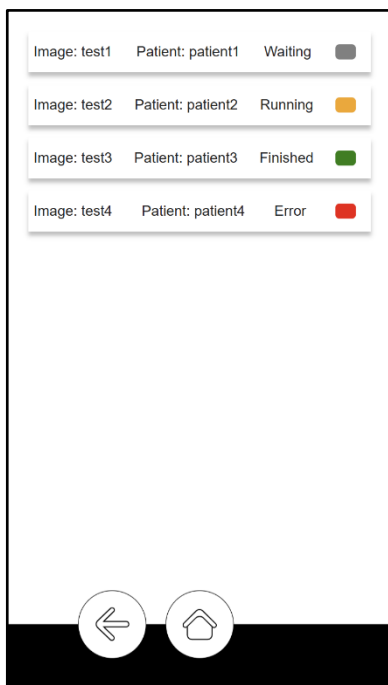 Image: test1 Patient: patient1 Waiting
Image: test2 Patient: patient2 Running
Image: test3 Patient: patient3 Finished
Image: test4 Patient: patient4 Error